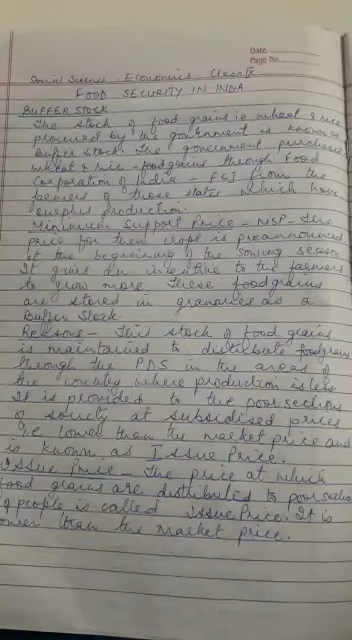 Date
Page No
Social Science - Economics Class IX
FOOD SECURITY IN INDIA
BUFFER STOCK
The stock of food grains ie wheat & rice
procured by the government is known as
Buffer Stock. The government purchases
wheat & rice - foodgrains through Food
Corporation of India - FCI from the
farmers of those states which have
surplus production.
Minimum Support Price - MSP - The
price for their crops is preannounced
at the beginning of the sowing season
It gives an incentive to the farmers
to grow more. These foodgrains
are stored in granaries as a
Buffer Stock
Reasons - This stock of food grains
is maintained to distribute foodgrains
through the PDS in the areas of
the country where production is less.
It is provided to the poor sections
of society at subsidised prices
ie lower than the market price and
is known as Issue Price.
Issue Price - The price at which
food grains are distributed to poor section
of people is called Issue Price. It is
ower than the market price.